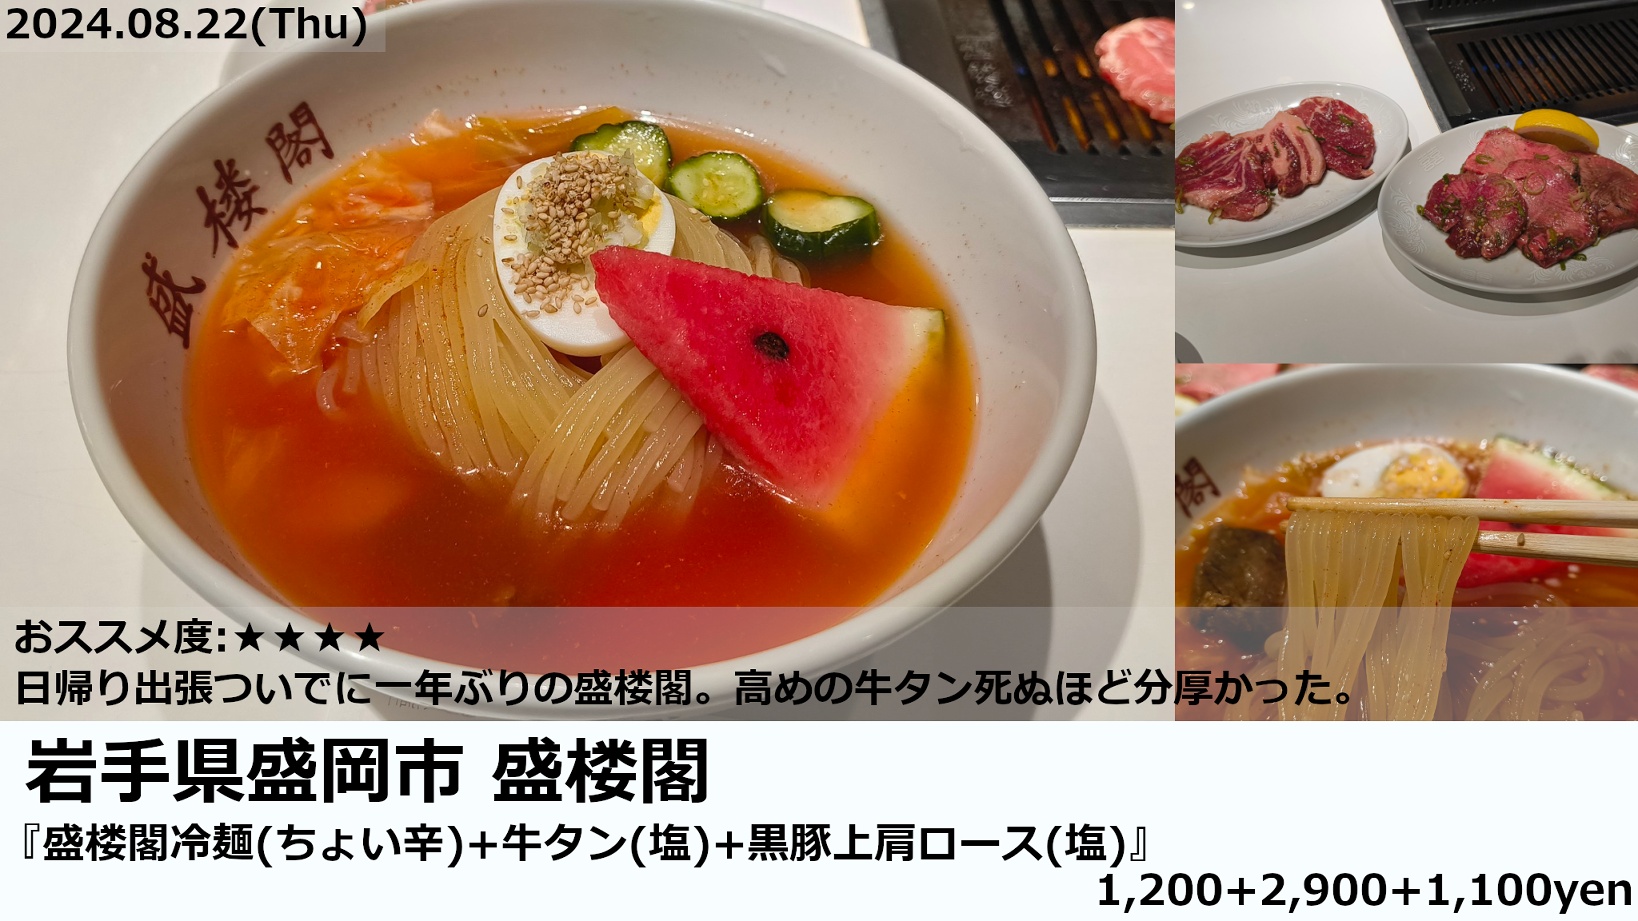 2024.08.22(Thu)
盛楼閣
閣
おススメ度:★★★★
日帰り出張ついでに一年ぶりの盛楼閣。高めの牛タン死ぬほど分厚かった。
岩手県盛岡市 盛楼閣
『盛楼閣冷麺(ちょい辛)+牛タン(塩)+黒豚上肩ロース(塩)』
1,200+2,900+1,100yen